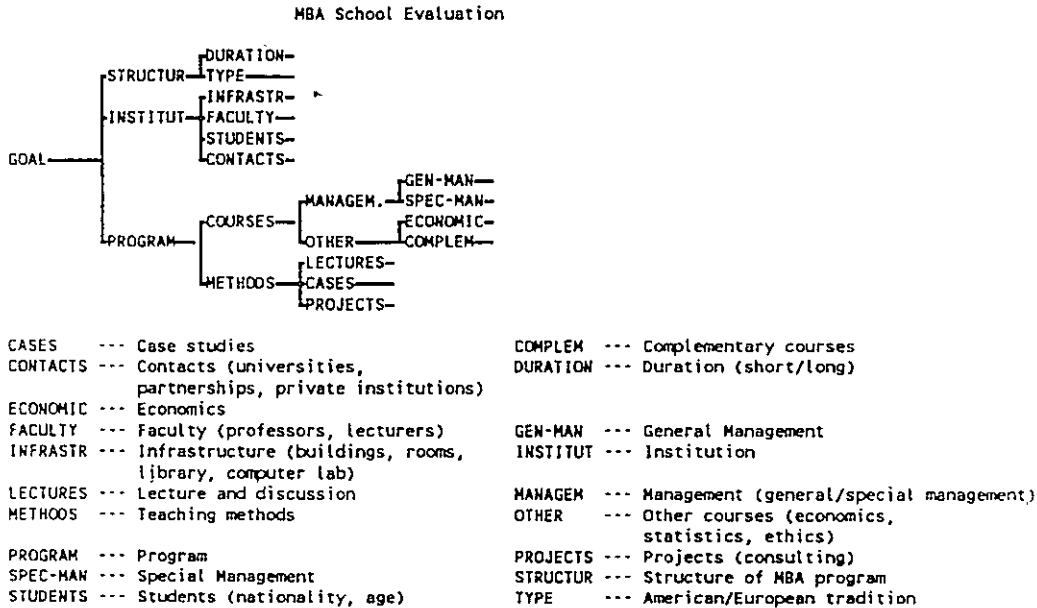 MBA School Evaluation
DURATION
STRUCTUR TYPE
INFRASTR
INSTITUT FACULTY
STUDENTS
GOAL CONTACTS
GEN-MAN
MANAGEM. SPEC-MAN
COURSES ECONOMIC
PROGRAM OTHER COMPLEM
LECTURES
METHODS CASES
PROJECTS
CASES --- Case studies COMPLEM --- Complementary courses
CONTACTS --- Contacts (universities, DURATION --- Duration (short/long)
partnerships, private institutions)
ECONOMIC --- Economics
FACULTY --- Faculty (professors, lecturers) GEN-MAN --- General Management
INFRASTR --- Infrastructure (buildings, rooms, INSTITUT --- Institution
library, computer lab)
LECTURES --- Lecture and discussion MANAGEM --- Management (general/special management)
METHODS --- Teaching methods OTHER --- Other courses (economics,
statistics, ethics)
PROGRAM --- Program PROJECTS --- Projects (consulting)
SPEC-MAN --- Special Management STRUCTUR --- Structure of MBA program
STUDENTS --- Students (nationality, age) TYPE --- American/European tradition